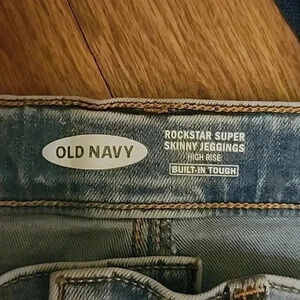 OLD NAVY
ROCKSTAR SUPER
SKINNY JEGGINGS
HIGH RISE
BUILT-IN TOUGH